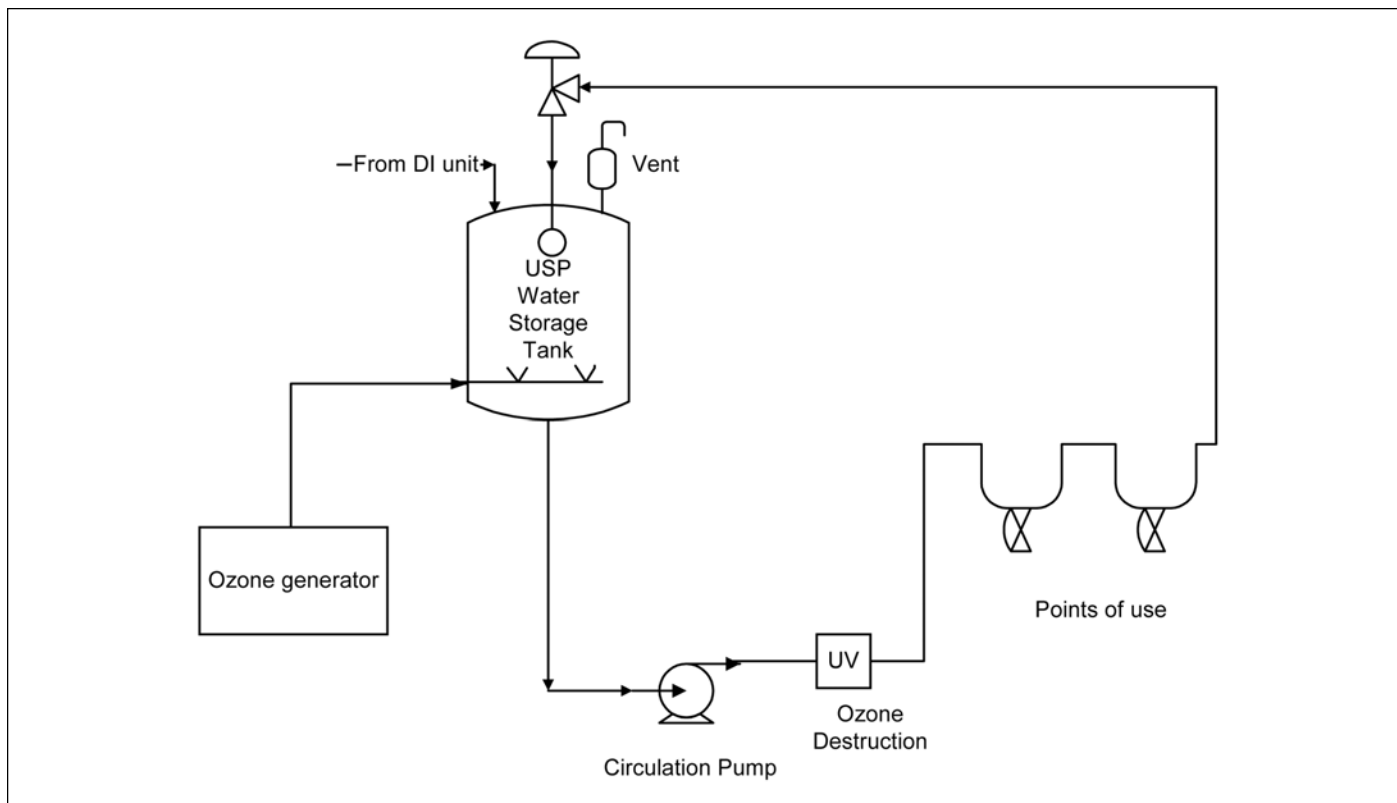 From DI unit
Vent
USP
Water
Storage
Tank
Ozone generator
Points of use
UV
Ozone
Destruction
Circulation Pump